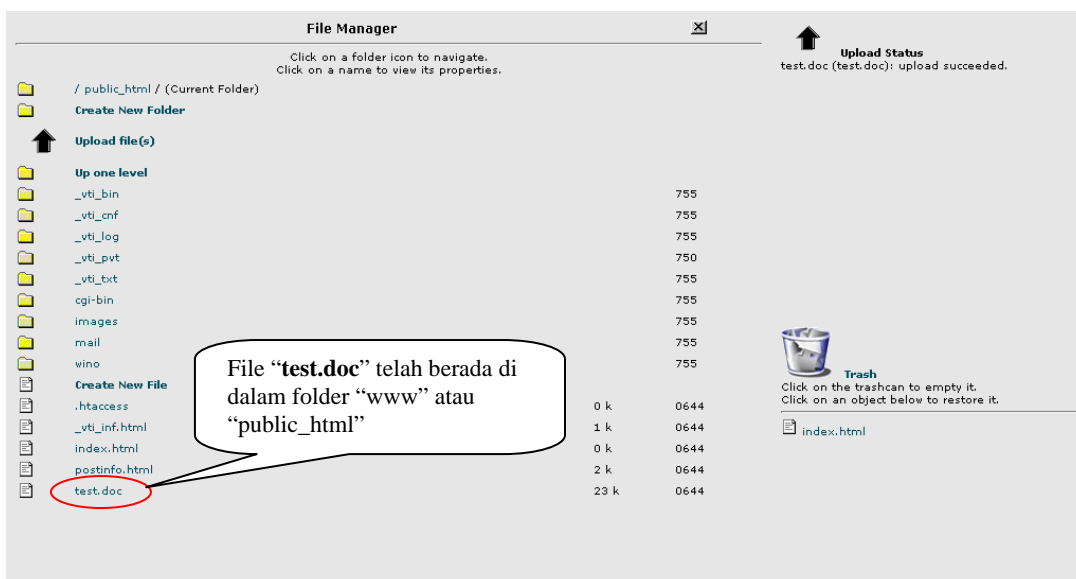 File Manager
Click on a folder icon to navigate.
Click on a name to view its properties.
/ public_html / (Current Folder)
Create New Folder
Upload file(s)
Up one level
_vti_bin 755
_vti_cnf 755
_vti_log 755
_vti_pvt 750
_vti_txt 755
cgi-bin 755
images 755
mail 755
wino 755
Create New File
.htaccess 0 k 0644
_vti_inf.html 1 k 0644
index.html 0 k 0644
postinfo.html 2 k 0644
test.doc 23 k 0644
File “test.doc” telah berada di
dalam folder “www” atau
“public_html”
Upload Status
test.doc (test.doc): upload succeeded.
Trash
Click on the trashcan to empty it.
Click on an object below to restore it.
index.html